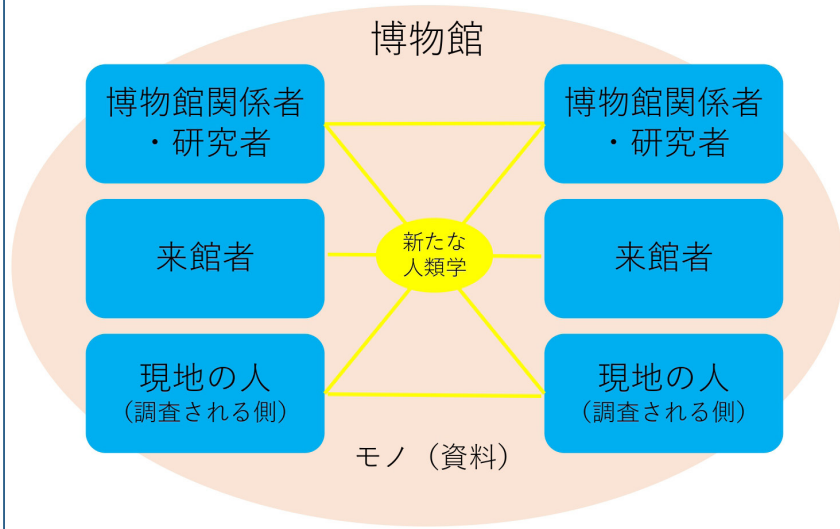 博物館
博物館関係者
・研究者
博物館関係者
・研究者
来館者
新たな
人類学
来館者
現地の人
（調査される側）
現地の人
（調査される側）
モノ（資料）